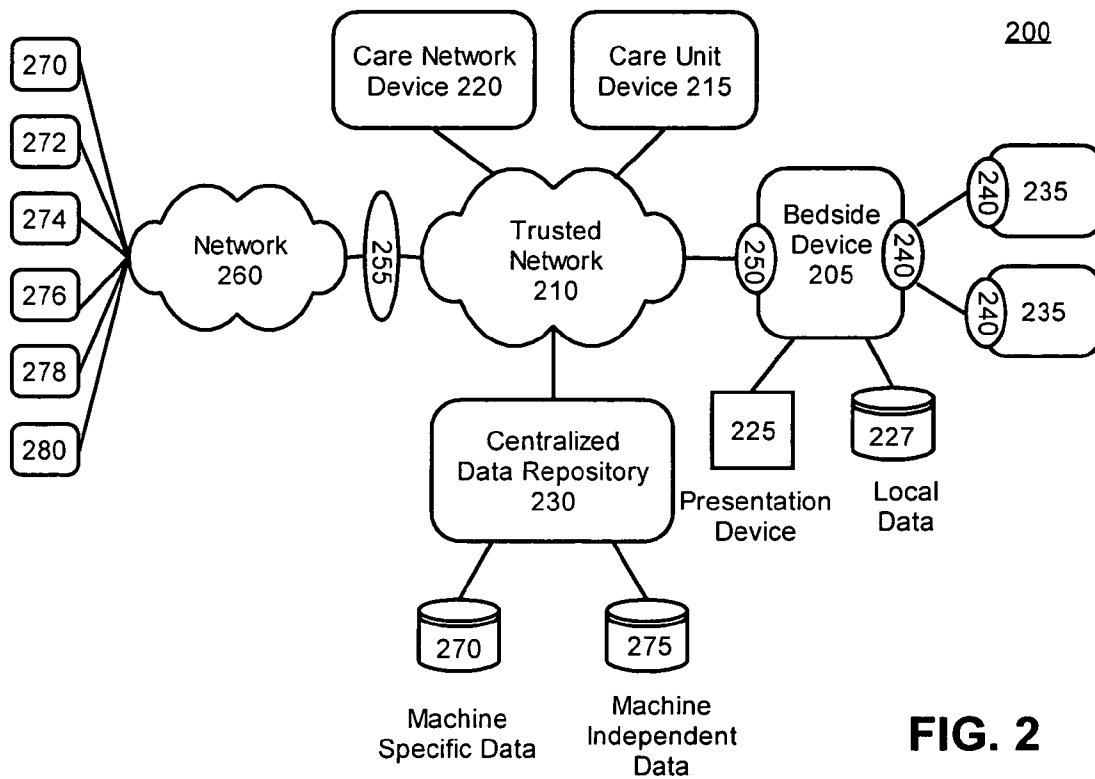 200
270
272
274
276
278
280
Care Network
Device 220
Care Unit
Device 215
Network
260
255
Trusted
Network
210
250
Bedside
Device
205
240
240
235
240
235
225
Presentation
Device
227
Local
Data
Centralized
Data Repository
230
270
Machine
Specific Data
275
Machine
Independent
Data
FIG. 2